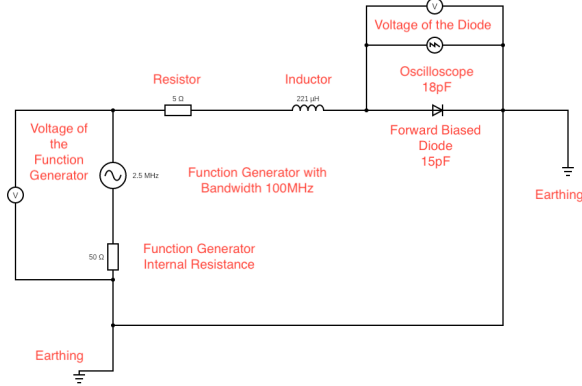 V
Voltage of the Diode
Resistor
Inductor
Oscilloscope
18pF
5 Ω
221 μH
Voltage of
the
Function
Generator
Forward Biased
Diode
15pF
2.5 MHz
Function Generator with
Bandwidth 100MHz
V
Earthing
50 Ω
Function Generator
Internal Resistance
Earthing